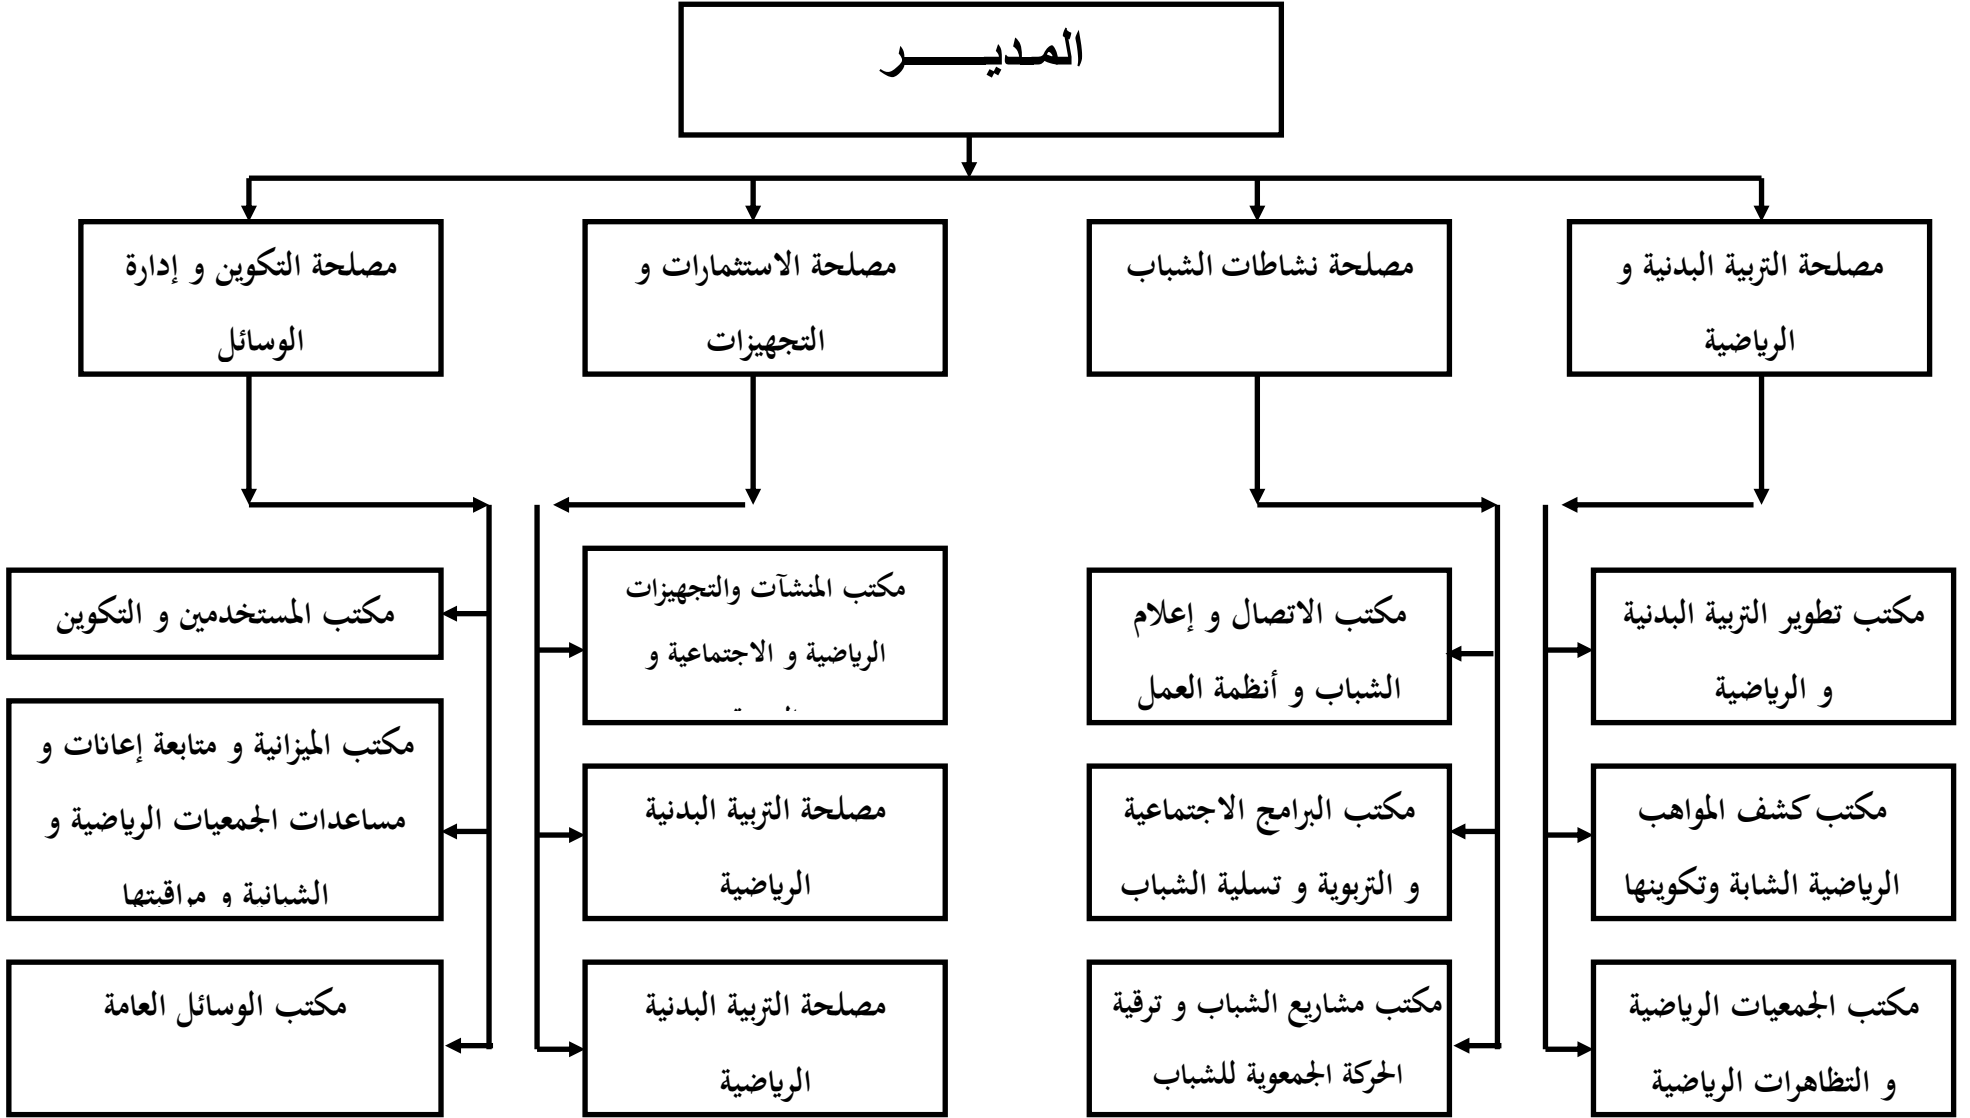 المديـــــــر
مصلحة التربية البدنية و
الرياضية
مصلحة نشاطات الشباب
مصلحة الاستثمارات و
التجهيزات
مصلحة التكوين و إدارة
الوسائل
مكتب تطوير التربية البدنية
و الرياضية
مكتب كشف المواهب
الرياضية الشابة وتكوينها
مكتب الجمعيات الرياضية
و التظاهرات الرياضية
مكتب الاتصال و إعلام
الشباب و أنظمة العمل
مكتب البرامج الاجتماعية
و التربوية و تسلية الشباب
مكتب مشاريع الشباب و ترقية
الحركة الجمعوية للشباب
مكتب المنشآت والتجهيزات
الرياضية و الاجتماعية و
مصلحة التربية البدنية
الرياضية
مصلحة التربية البدنية
الرياضية
مكتب المستخدمين و التكوين
مكتب الميزانية و متابعة إعانات و
مساعدات الجمعيات الرياضية و
الشبانية و مراقبتها
مكتب الوسائل العامة